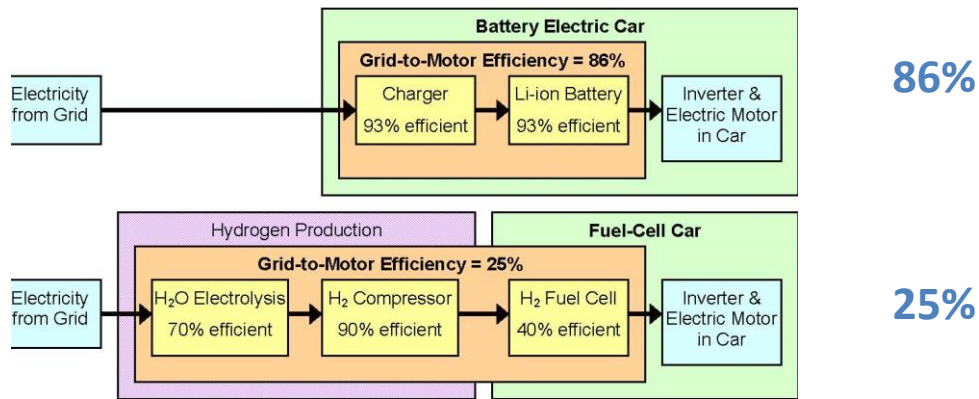 Battery Electric Car
Grid-to-Motor Efficiency = 86%
Electricity
from Grid
Charger
93% efficient
Li-ion Battery
93% efficient
Inverter &
Electric Motor
in Car
86%
Hydrogen Production
Fuel-Cell Car
Grid-to-Motor Efficiency = 25%
Electricity
from Grid
H₂O Electrolysis
70% efficient
H₂ Compressor
90% efficient
H₂ Fuel Cell
40% efficient
Inverter &
Electric Motor
in Car
25%